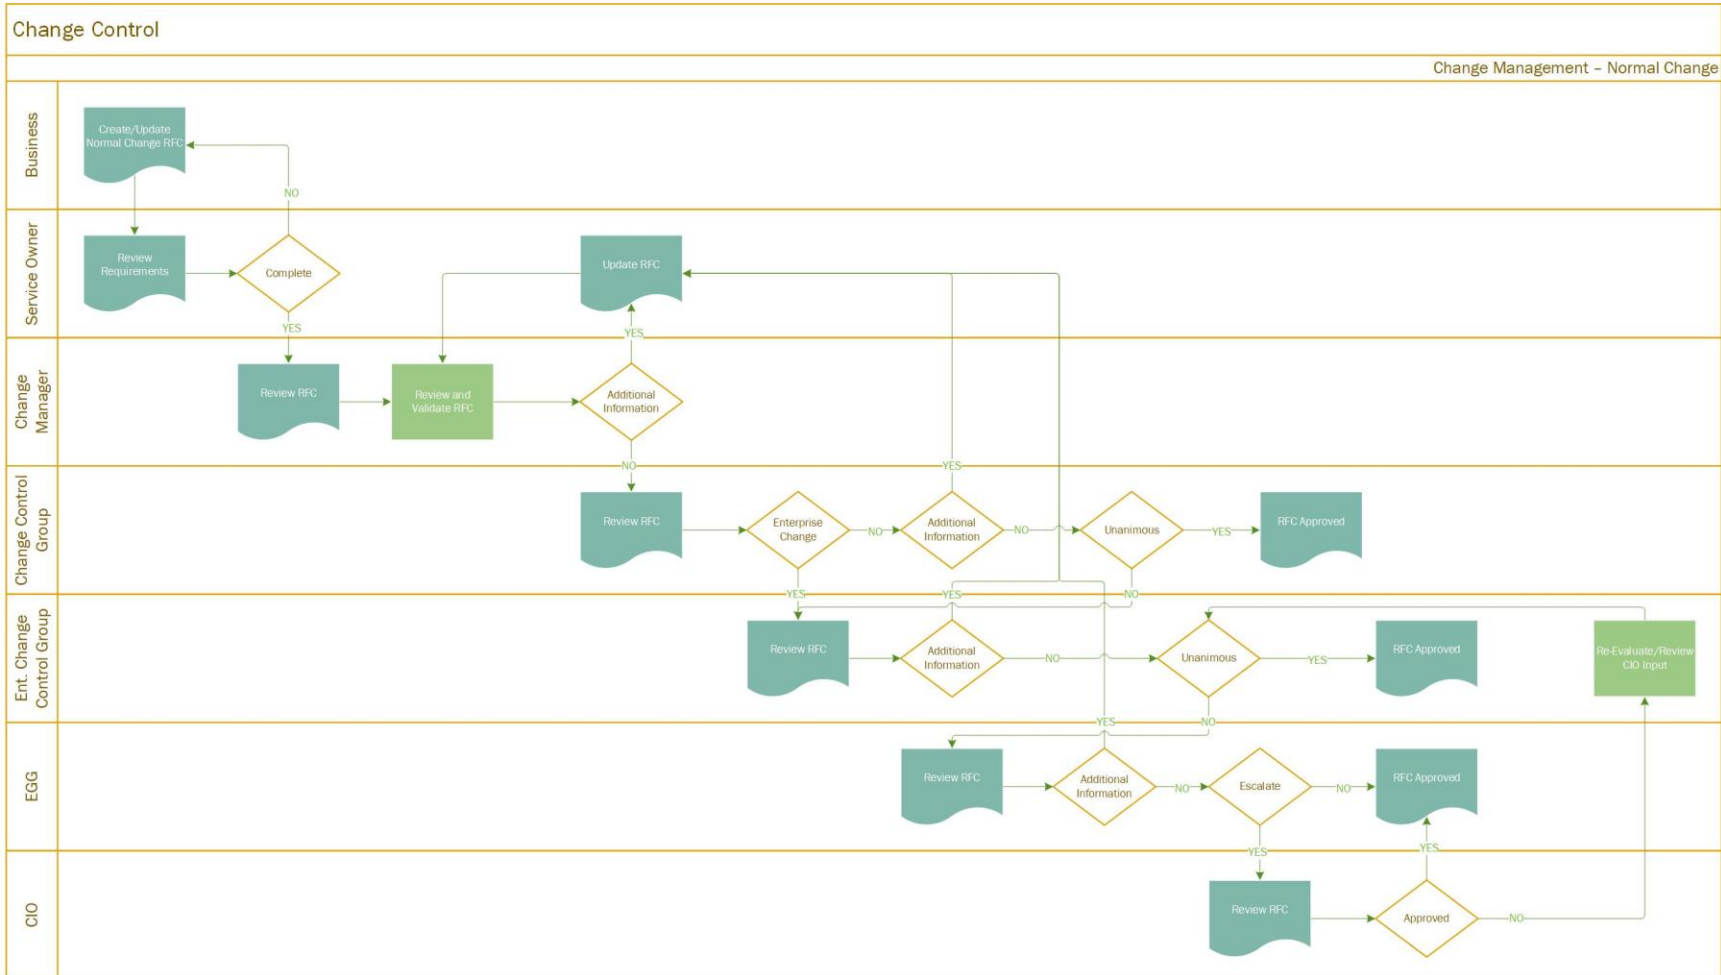 Change Control
Change Management – Normal Change
Business
Create/Update
Normal Change RFC
NO
Service Owner
Review
Requirements
Complete
YES
Update RFC
YES
Change
Manager
Review RFC
Review and
Validate RFC
Additional
Information
NO
YES
Change Control
Group
Review RFC
Enterprise
Change
NO
Additional
Information
NO
Unanimous
YES
RFC Approved
YES
YES
NO
Ent. Change
Control Group
Review RFC
Additional
Information
NO
Unanimous
YES
RFC Approved
Re-Evaluate/Review
CIO Input
YES
NO
EGG
Review RFC
Additional
Information
NO
Escalate
NO
RFC Approved
YES
YES
CIO
Review RFC
Approved
NO